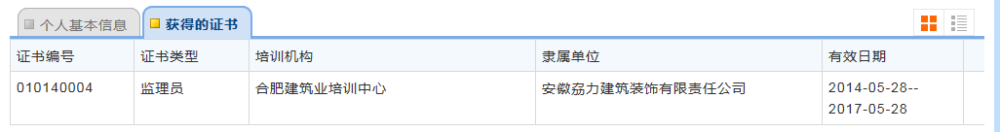 个人基本信息 获得的证书
证书编号 证书类型 培训机构 隶属单位 有效日期
010140004 监理员 合肥建筑业培训中心 安徽刕力建筑装饰有限责任公司 2014-05-28--
2017-05-28